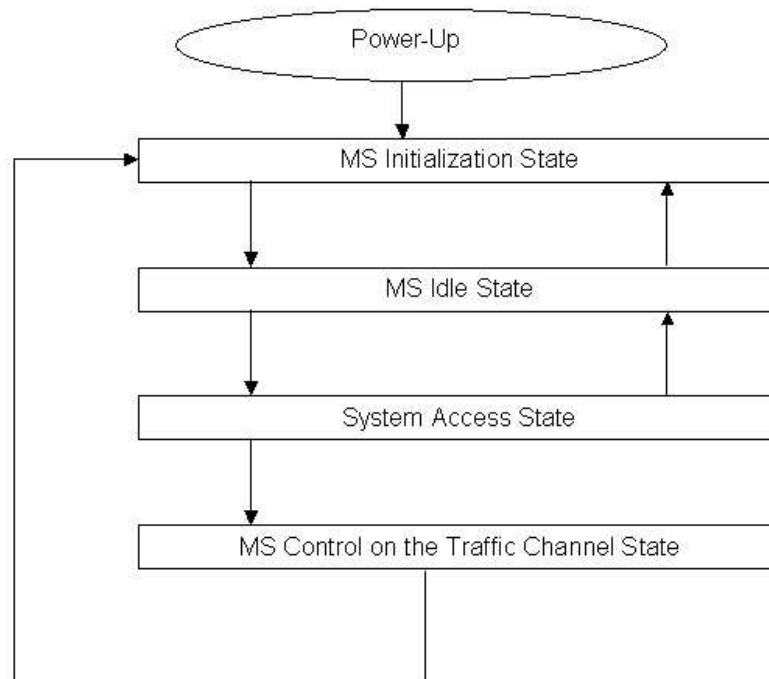 Power-Up
MS Initialization State
MS Idle State
System Access State
MS Control on the Traffic Channel State